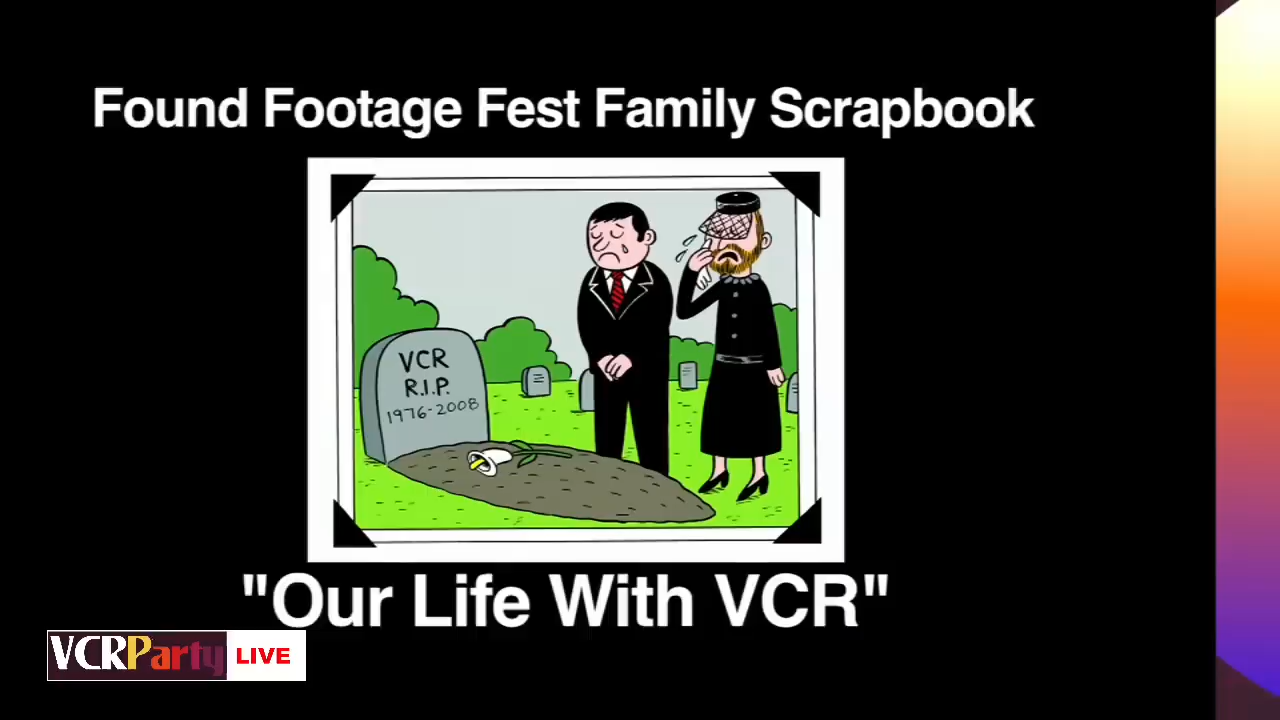 Found Footage Fest Family Scrapbook
VCR
R.I.P.
1976-2008
"Our Life With VCR"
VCRParty LIVE